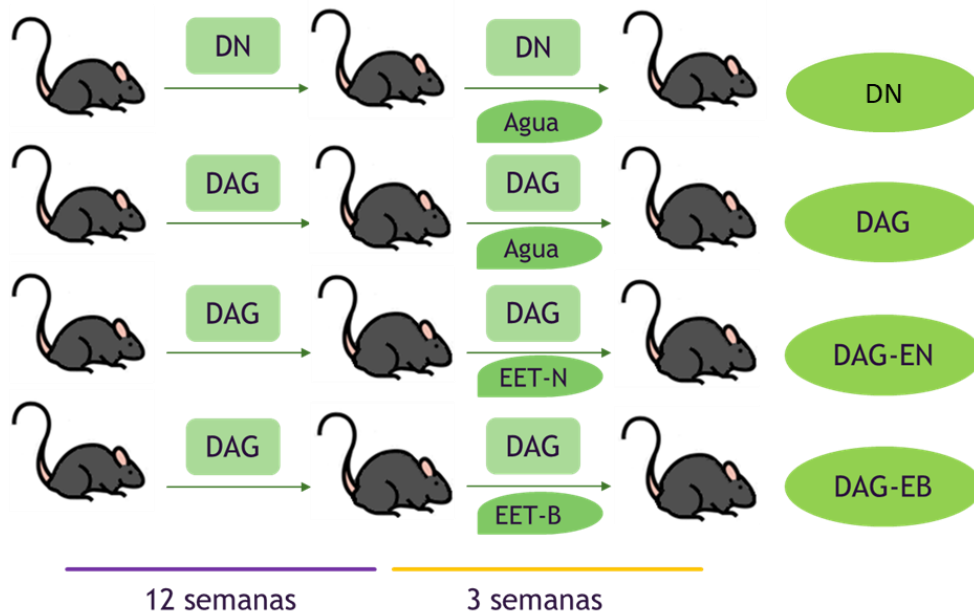 DN
DN
Agua
DN
DAG
DAG
Agua
DAG
DAG
DAG
EET-N
DAG-EN
DAG
DAG
EET-B
DAG-EB
12 semanas
3 semanas